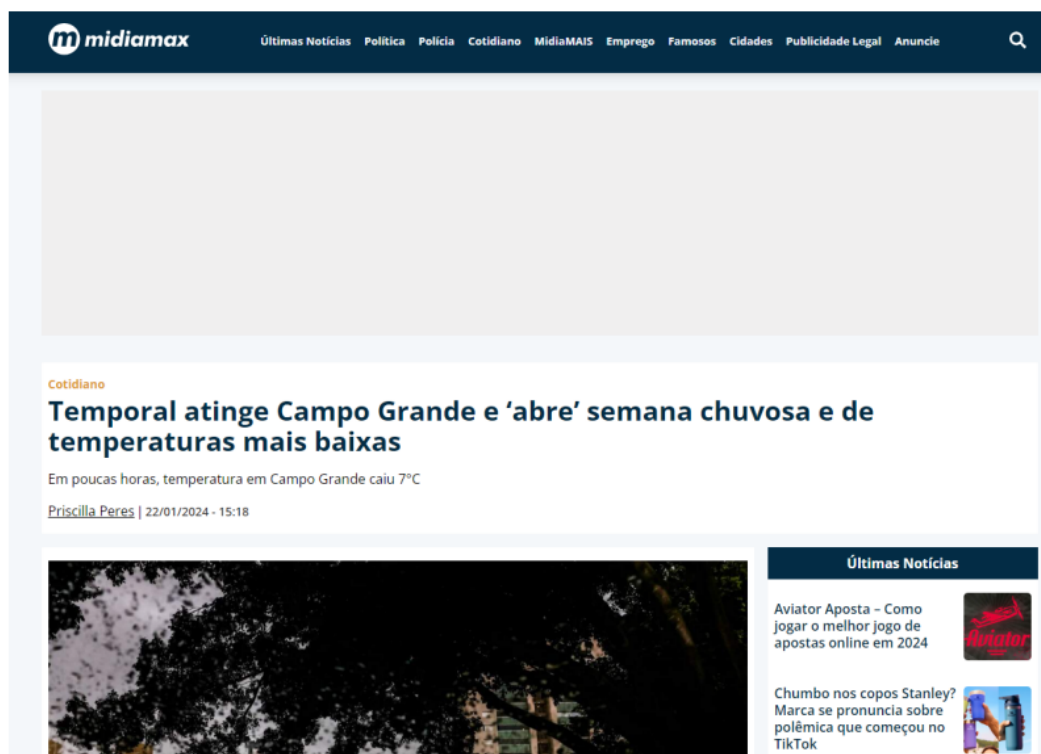 midiamax
Últimas Notícias Política Polícia Cotidiano MidiaMAIS Emprego Famosos Cidades Publicidade Legal Anuncie
Cotidiano
Temporal atinge Campo Grande e ‘abre’ semana chuvosa e de
temperaturas mais baixas
Em poucas horas, temperatura em Campo Grande caiu 7°C
Priscilla Peres | 22/01/2024 - 15:18
Últimas Notícias
Aviator Aposta – Como
jogar o melhor jogo de
apostas online em 2024
Aviator
Chumbo nos copos Stanley?
Marca se pronuncia sobre
polêmica que começou no
TikTok